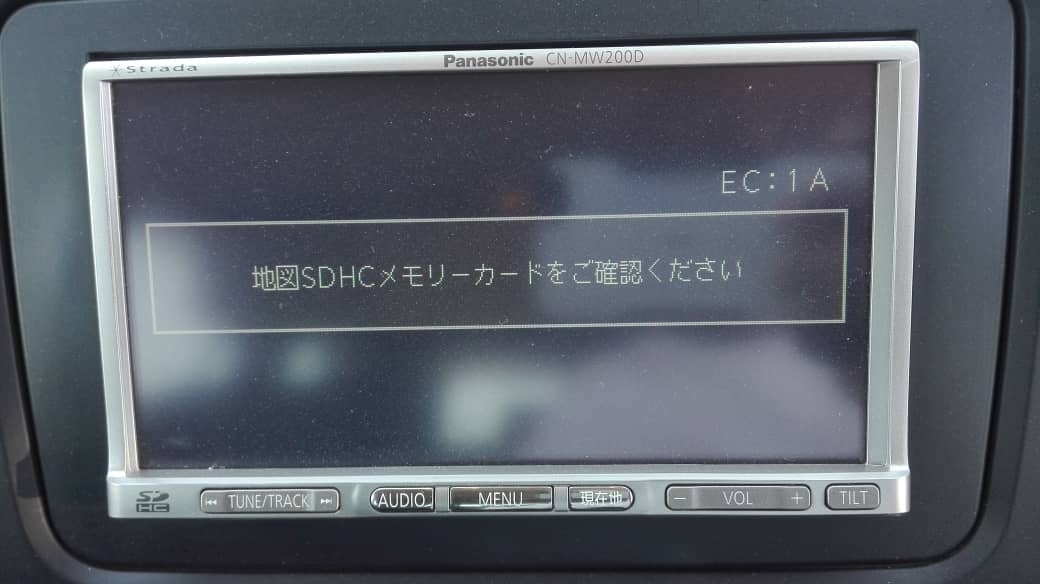 Strada
Panasonic CN-MW200D
EC:1A
地図SDHCメモリーカードをご確認ください
SD HC TUNE/TRACK AUDIO MENU 現在地 − VOL + TILT